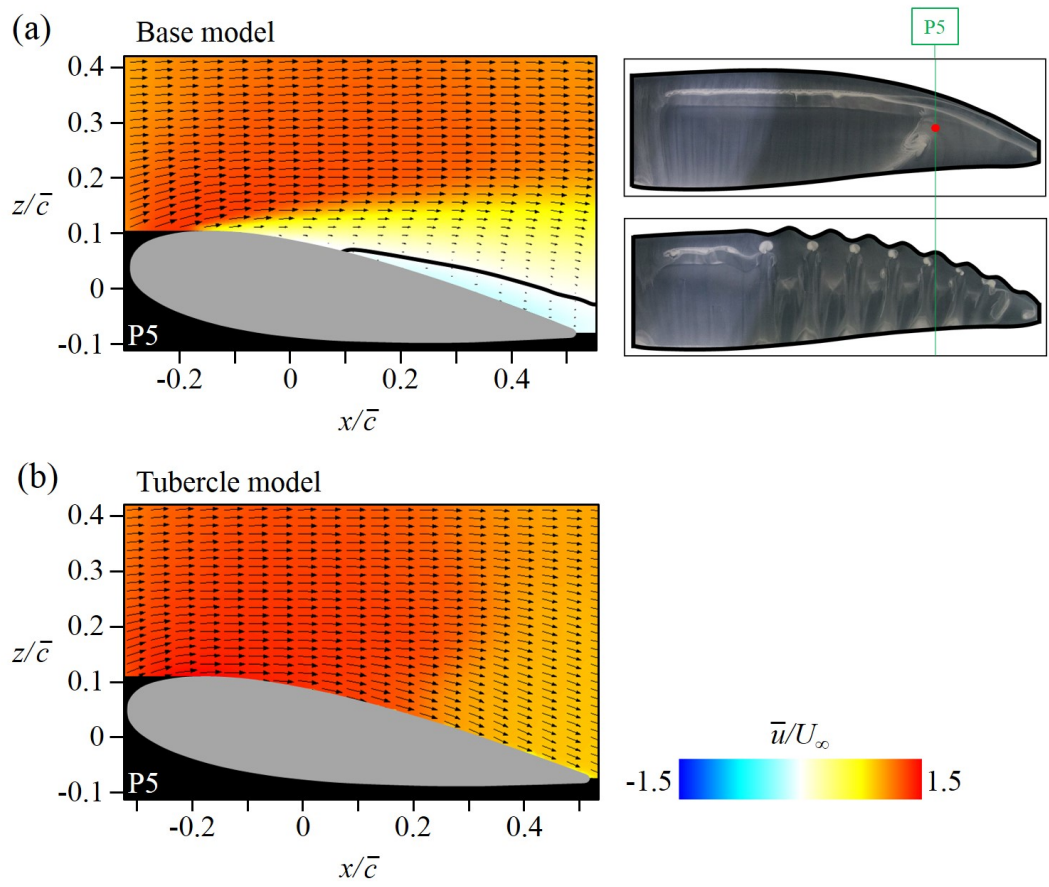 (a)
Base model
P5
0.4
0.3
0.2
z/c̄
0.1
0
-0.1
P5
-0.2 0 0.2 0.4
x/c̄
(b)
Tubercle model
0.4
0.3
0.2
z/c̄
0.1
0
-0.1
P5
-0.2 0 0.2 0.4
x/c̄
u̅/U∞
-1.5 1.5